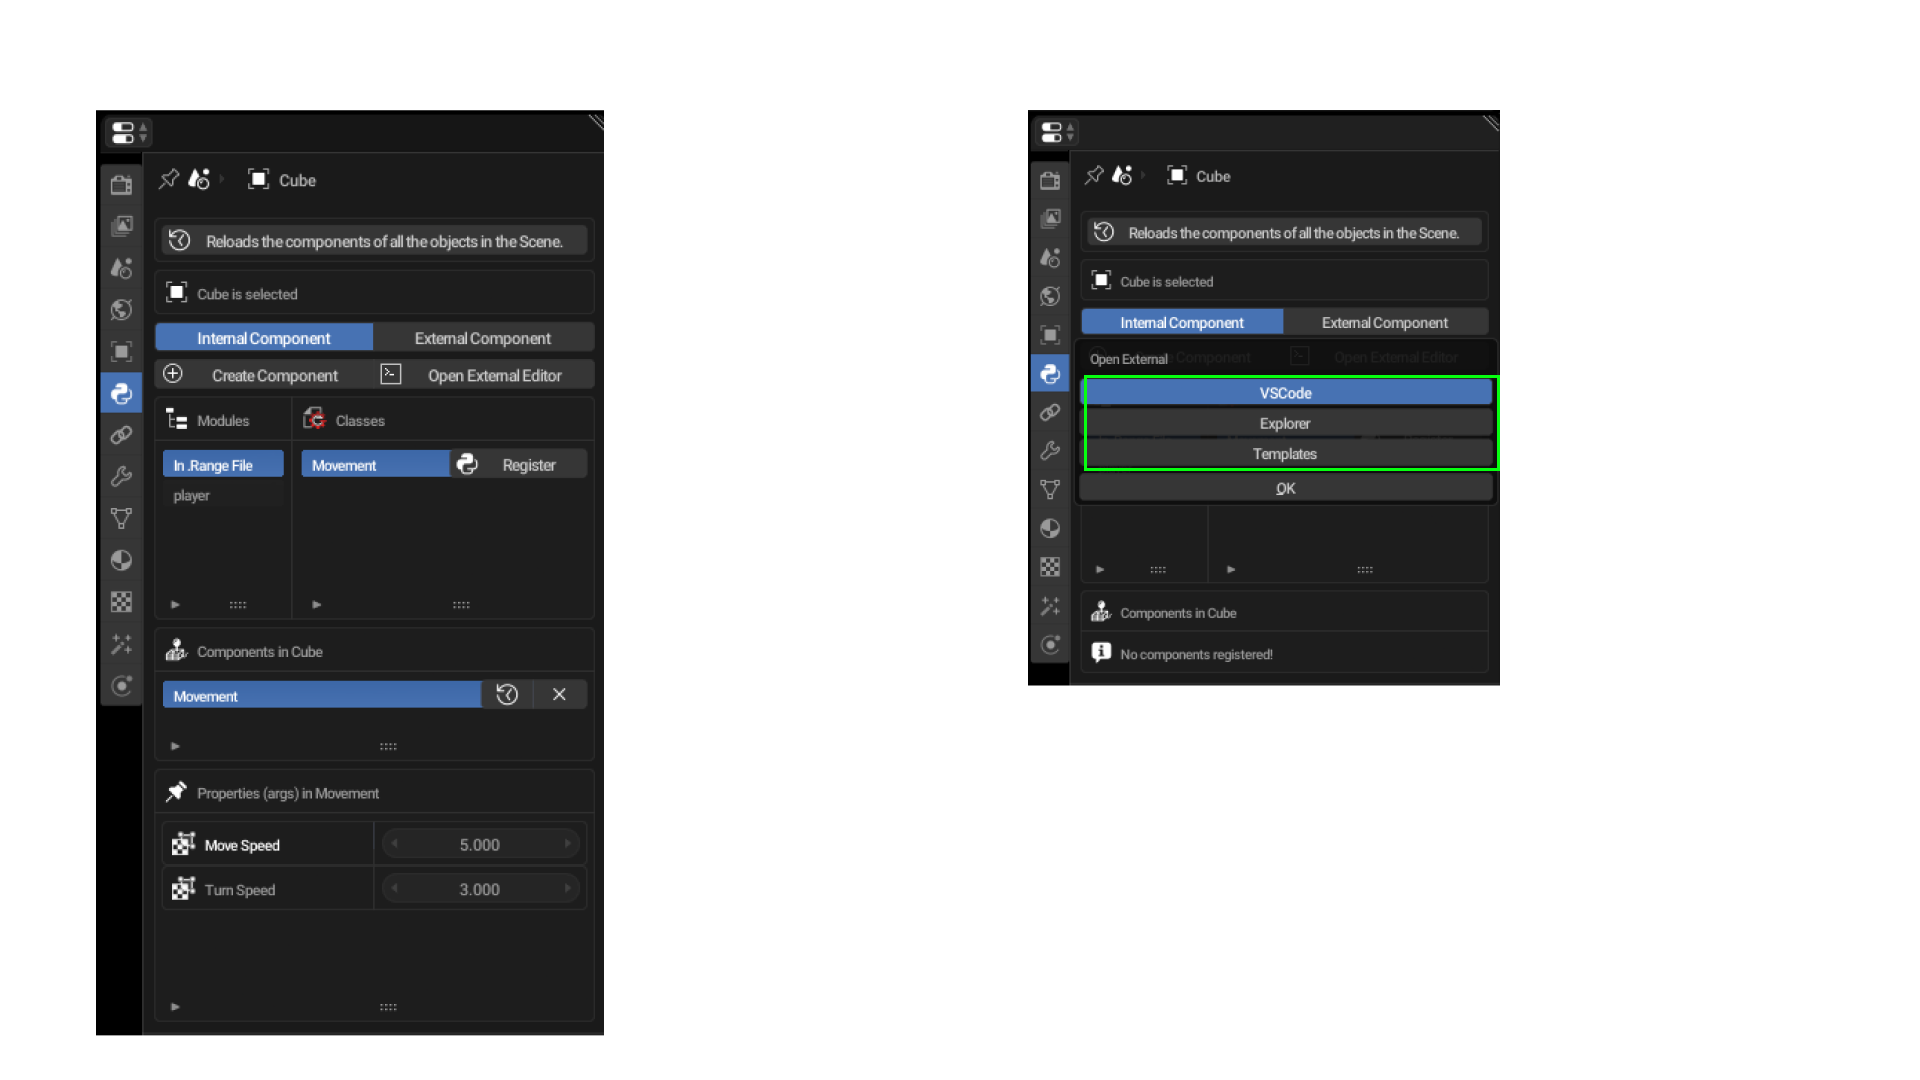 Cube
Reloads the components of all the objects in the Scene.
Cube is selected
Internal Component External Component
Create Component Open External Editor
Modules Classes
In .Range File Movement Register
player
Components in Cube
Movement
Properties (args) in Movement
Move Speed 5.000
Turn Speed 3.000
Cube
Reloads the components of all the objects in the Scene.
Cube is selected
Internal Component External Component
Component Open External Editor
Open External
VSCode
Explorer
Templates
OK
Components in Cube
No components registered!